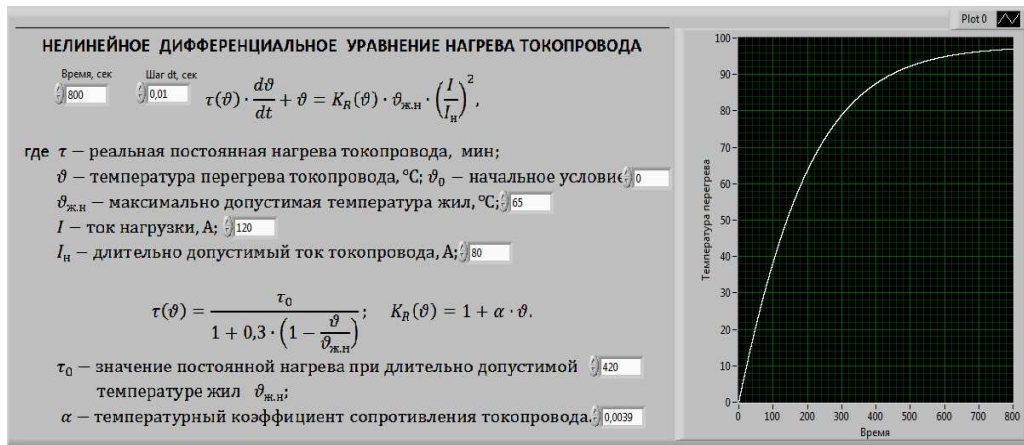 НЕЛИНЕЙНОЕ ДИФФЕРЕНЦИАЛЬНОЕ УРАВНЕНИЕ НАГРЕВА ТОКОПРОВОДА
Время, сек Шаг dt, сек
800 0,01
τ(ϑ) · dϑ/dt + ϑ = K_R(ϑ) · ϑ_ж.н · (I/I_н)²,
где τ — реальная постоянная нагрева токопровода, мин;
ϑ — температура перегрева токопровода, °C; ϑ₀ — начальное условие 0
ϑ_ж.н — максимально допустимая температура жил, °C; 65
I — ток нагрузки, А; 120
I_н — длительно допустимый ток токопровода, А; 80
τ(ϑ) = τ₀/(1 + 0,3 · (1 − ϑ/ϑ_ж.н)); K_R(ϑ) = 1 + α · ϑ.
τ₀ — значение постоянной нагрева при длительно допустимой 420
температуре жил ϑ_ж.н;
α — температурный коэффициент сопротивления токопровода. 0,0039
Plot 0
Температура перегрева
100
90
80
70
60
50
40
30
20
10
0
0 100 200 300 400 500 600 700 800
Время